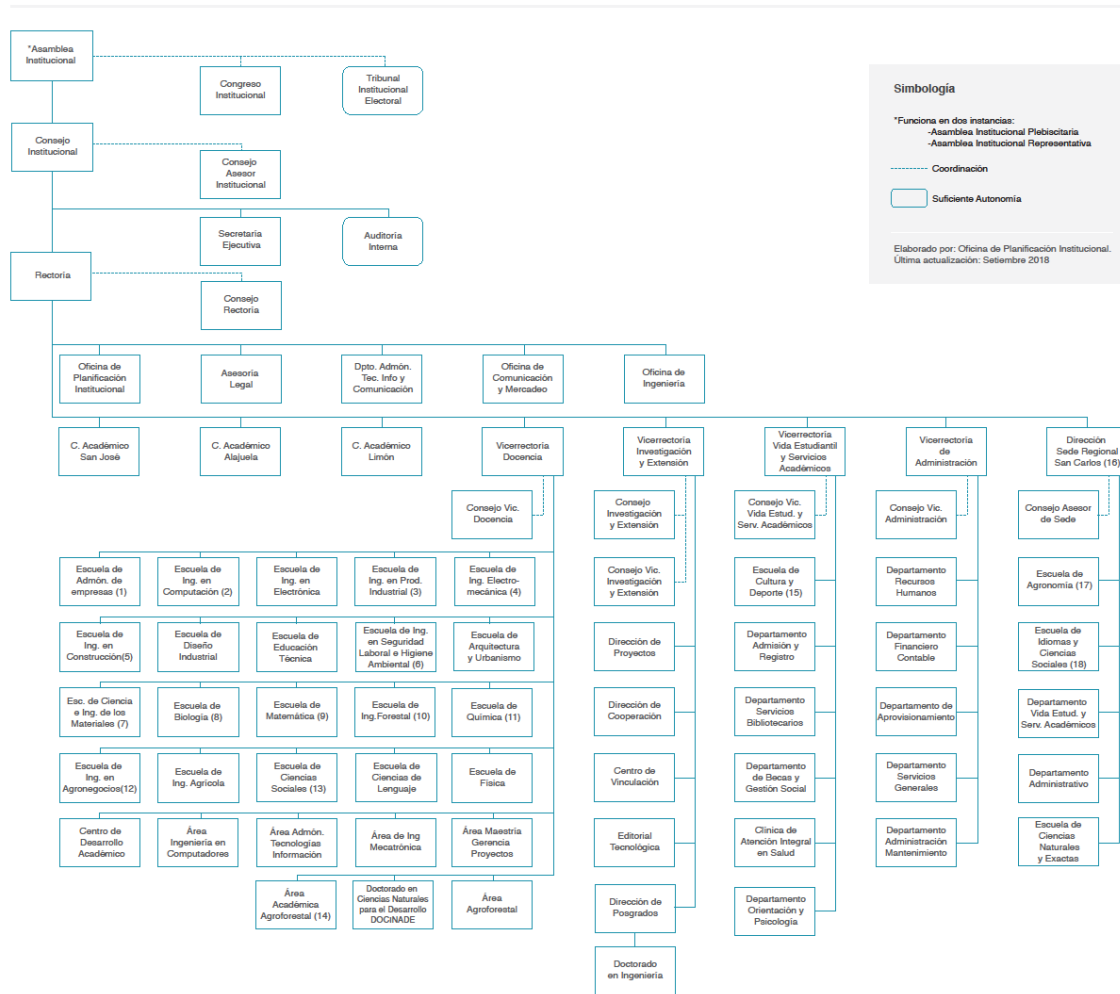 *Asamblea
Institucional
Congreso
Institucional
Tribunal
Institucional
Electoral
Consejo
Institucional
Consejo
Asesor
Institucional
Secretaria
Ejecutiva
Auditoría
Interna
Rectoría
Consejo
Rectoría
Simbología
*Funciona en dos instancias:
-Asamblea Institucional Plebiscitaria
-Asamblea Institucional Representativa
Coordinación
Suficiente Autonomía
Elaborado por: Oficina de Planificación Institucional.
Última actualización: Setiembre 2018
Oficina de
Planificación
Institucional
Asesoría
Legal
Dpto. Admón.
Tec. Info y
Comunicación
Oficina de
Comunicación
y Mercadeo
Oficina de
Ingeniería
C. Académico
San José
C. Académico
Alajuela
C. Académico
Limón
Vicerrectoría
Docencia
Vicerrectoría
Investigación
y Extensión
Vicerrectoría
Vida Estudiantil
y Servicios
Académicos
Vicerrectoría
de
Administración
Dirección
Sede Regional
San Carlos (16)
Consejo Vic.
Docencia
Consejo
Investigación
y Extensión
Consejo Vic.
Vida Estud. y
Serv. Académicos
Consejo Vic.
Administración
Consejo Asesor
de Sede
Escuela de
Admón. de
empresas (1)
Escuela de
Ing. en
Computación (2)
Escuela de
Ing. en
Electrónica
Escuela de
Ing. en Prod.
Industrial (3)
Escuela de
Ing. Electro-
mecánica (4)
Consejo Vic.
Investigación
y Extensión
Escuela de
Cultura y
Deporte (15)
Departamento
Recursos
Humanos
Escuela de
Agronomía (17)
Escuela de
Ing. en
Construcción(5)
Escuela de
Diseño
Industrial
Escuela de
Educación
Técnica
Escuela de Ing.
en Seguridad
Laboral e Higiene
Ambiental (6)
Escuela de
Arquitectura
y Urbanismo
Dirección de
Proyectos
Departamento
Admisión y
Registro
Departamento
Financiero
Contable
Escuela de
Idiomas y
Ciencias
Sociales (18)
Esc. de Ciencia
e Ing. de los
Materiales (7)
Escuela de
Biología (8)
Escuela de
Matemática (9)
Escuela de
Ing.Forestal (10)
Escuela de
Química (11)
Dirección de
Cooperación
Departamento
Servicios
Bibliotecarios
Departamento de
Aprovisionamiento
Departamento
Vida Estud. y
Serv. Académicos
Escuela de
Ing. en
Agronegocios(12)
Escuela de
Ing. Agrícola
Escuela de
Ciencias
Sociales (13)
Escuela de
Ciencias de
Lenguaje
Escuela de
Física
Centro de
Vinculación
Departamento
de Becas y
Gestión Social
Departamento
Servicios
Generales
Departamento
Administrativo
Centro de
Desarrollo
Académico
Área
Ingeniería en
Computadores
Área Admón.
Tecnologías
Información
Área de Ing
Mecatrónica
Área Maestría
Gerencia
Proyectos
Editorial
Tecnológica
Clínica de
Atención Integral
en Salud
Departamento
Administración
Mantenimiento
Escuela de
Ciencias
Naturales
y Exactas
Área
Académica
Agroforestal (14)
Doctorado en
Ciencias Naturales
para el Desarrollo
DOCINADE
Área
Agroforestal
Dirección de
Posgrados
Departamento
Orientación y
Psicología
Doctorado
en Ingeniería